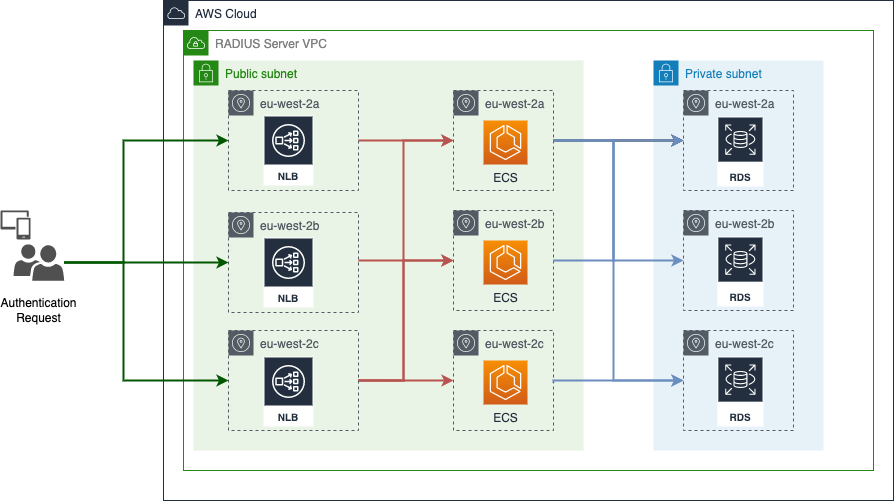 AWS Cloud
RADIUS Server VPC
Public subnet
Private subnet
eu-west-2a
eu-west-2a
eu-west-2a
NLB
ECS
RDS
eu-west-2b
eu-west-2b
eu-west-2b
NLB
ECS
RDS
Authentication
Request
eu-west-2c
eu-west-2c
eu-west-2c
NLB
ECS
RDS